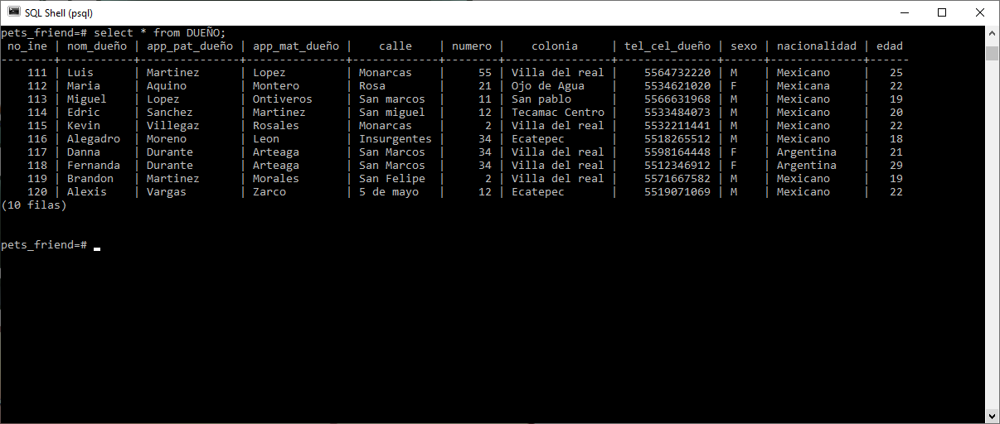 SQL Shell (psql)
pets_friend=# select * from DUEÑO;
 no_ine | nom_dueño | app_pat_dueño | app_mat_dueño |    calle    | numero |    colonia     | tel_cel_dueño | sexo | nacionalidad | edad
--------+-----------+---------------+---------------+-------------+--------+----------------+---------------+------+--------------+------
    111 | Luis      | Martinez      | Lopez         | Monarcas    |     55 | Villa del real |    5564732220 | M    | Mexicano     |   25
    112 | Maria     | Aquino        | Montero       | Rosa        |     21 | Ojo de Agua    |    5534621020 | F    | Mexicana     |   22
    113 | Miguel    | Lopez         | Ontiveros     | San marcos  |     11 | San pablo      |    5566631968 | M    | Mexicano     |   19
    114 | Edric     | Sanchez       | Martinez      | San miguel  |     12 | Tecamac Centro |    5533484073 | M    | Mexicano     |   20
    115 | Kevin     | Villegaz      | Rosales       | Monarcas    |      2 | Villa del real |    5532211441 | M    | Mexicano     |   22
    116 | Alegadro  | Moreno        | Leon          | Insurgentes |     34 | Ecatepec       |    5518265512 | M    | Mexicano     |   18
    117 | Danna     | Durante       | Arteaga       | San Marcos  |     34 | Villa del real |    5598164448 | F    | Argentina    |   21
    118 | Fernanda  | Durante       | Arteaga       | San Marcos  |     34 | Villa del real |    5512346912 | F    | Argentina    |   29
    119 | Brandon   | Martinez      | Morales       | San Felipe  |      2 | Villa del real |    5571667582 | M    | Mexicano     |   19
    120 | Alexis    | Vargas        | Zarco         | 5 de mayo   |     12 | Ecatepec       |    5519071069 | M    | Mexicano     |   22
(10 filas)
pets_friend=#